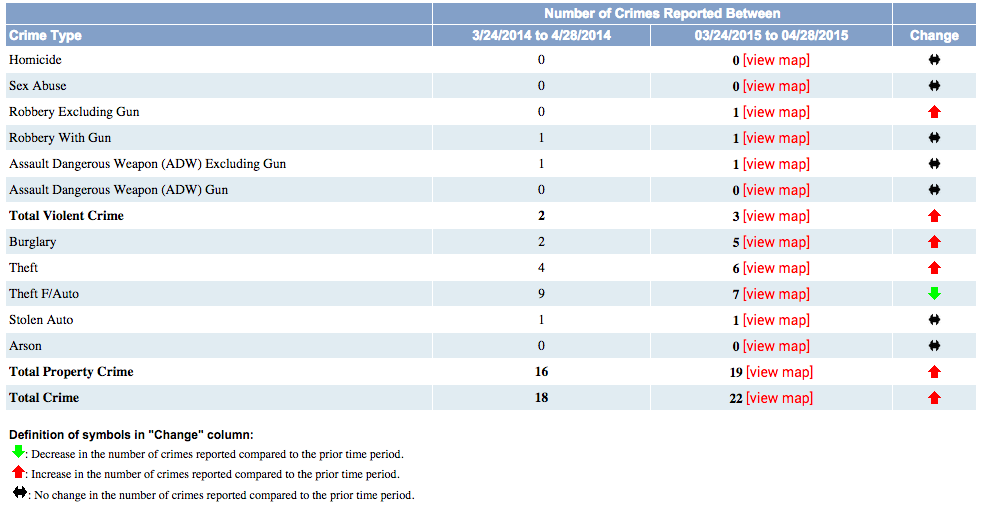 Number of Crimes Reported Between
Crime Type 3/24/2014 to 4/28/2014 03/24/2015 to 04/28/2015 Change
Homicide 0 0 [view map]
Sex Abuse 0 0 [view map]
Robbery Excluding Gun 0 1 [view map]
Robbery With Gun 1 1 [view map]
Assault Dangerous Weapon (ADW) Excluding Gun 1 1 [view map]
Assault Dangerous Weapon (ADW) Gun 0 0 [view map]
Total Violent Crime 2 3 [view map]
Burglary 2 5 [view map]
Theft 4 6 [view map]
Theft F/Auto 9 7 [view map]
Stolen Auto 1 1 [view map]
Arson 0 0 [view map]
Total Property Crime 16 19 [view map]
Total Crime 18 22 [view map]
Definition of symbols in "Change" column:
: Decrease in the number of crimes reported compared to the prior time period.
: Increase in the number of crimes reported compared to the prior time period.
: No change in the number of crimes reported compared to the prior time period.